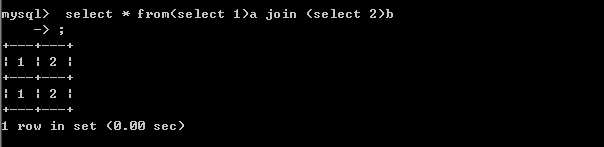 mysql>  select * from(select 1)a join (select 2)b
    -> ;
+---+---+
| 1 | 2 |
+---+---+
| 1 | 2 |
+---+---+
1 row in set (0.00 sec)